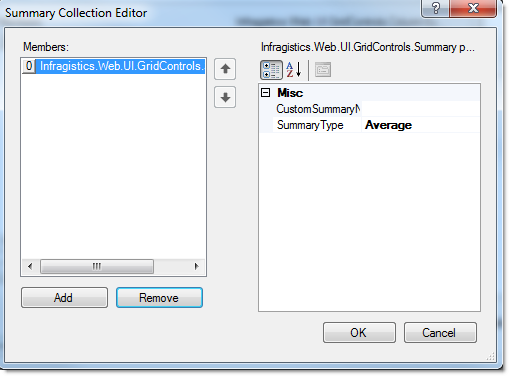 Summary Collection Editor
?
Members:
0 Infragistics.Web.UI.GridControls.
Infragistics.Web.UI.GridControls.Summary p...
A
Z
Misc
CustomSummaryN
SummaryType Average
Add
Remove
OK
Cancel